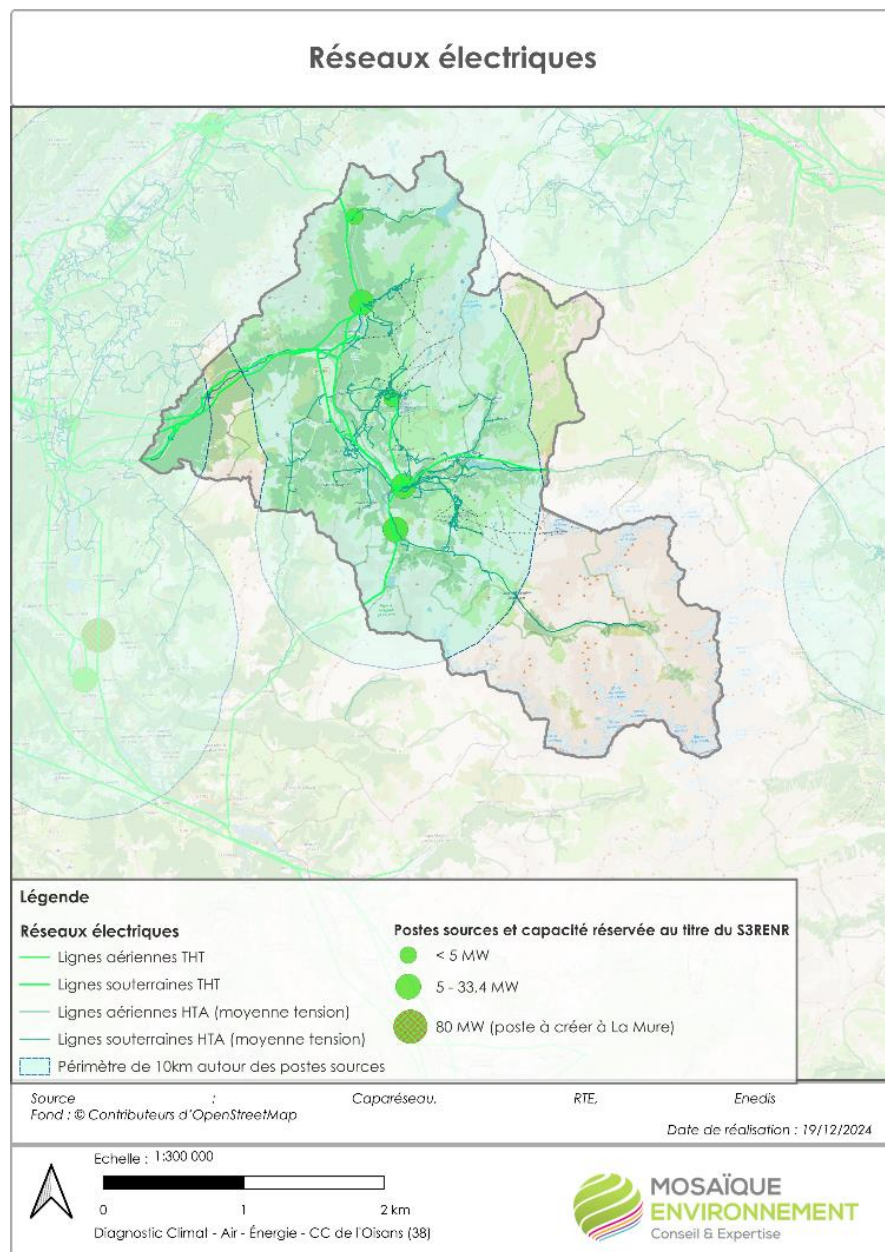 Réseaux électriques
Légende
Réseaux électriques
Lignes aériennes THT
Lignes souterraines THT
Lignes aériennes HTA (moyenne tension)
Lignes souterraines HTA (moyenne tension)
Périmètre de 10km autour des postes sources
Postes sources et capacité réservée au titre du S3RENR
< 5 MW
5 - 33.4 MW
80 MW (poste à créer à La Mure)
Source : Caparéseau, RTE, Enedis
Fond : © Contributeurs d'OpenStreetMap
Date de réalisation : 19/12/2024
Echelle : 1:300 000
0 1 2 km
Diagnostic Climat - Air - Énergie - CC de l'Oisans (38)
MOSAÏQUE
ENVIRONNEMENT
Conseil & Expertise